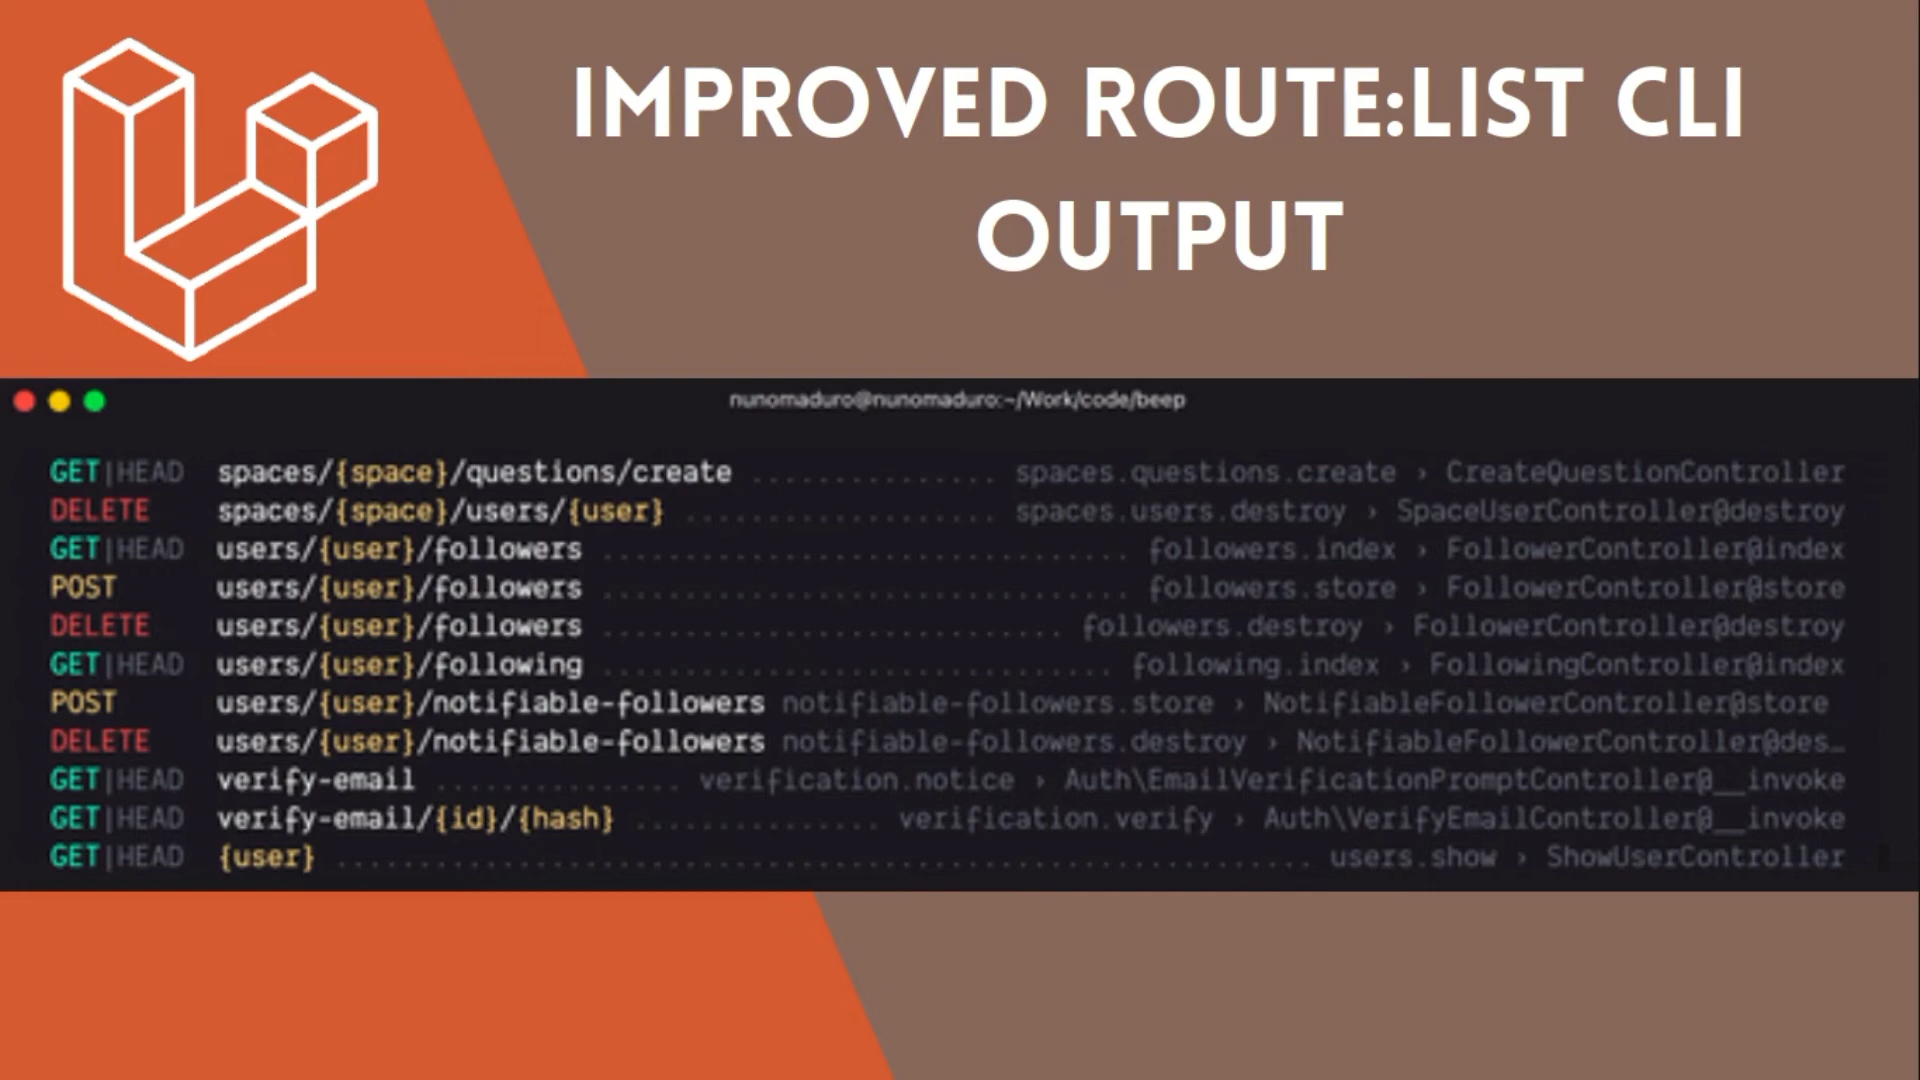 IMPROVED ROUTE:LIST CLI
OUTPUT
nunomaduro@nunomaduro:~/Work/code/beep
GET|HEAD spaces/{space}/questions/create ............... spaces.questions.create › CreateQuestionController
DELETE spaces/{space}/users/{user} ................... spaces.users.destroy › SpaceUserController@destroy
GET|HEAD users/{user}/followers ................................ followers.index › FollowerController@index
POST users/{user}/followers ................................ followers.store › FollowerController@store
DELETE users/{user}/followers ............................ followers.destroy › FollowerController@destroy
GET|HEAD users/{user}/following ............................... following.index › FollowingController@index
POST users/{user}/notifiable-followers notifiable-followers.store › NotifiableFollowerController@store
DELETE users/{user}/notifiable-followers notifiable-followers.destroy › NotifiableFollowerController@des…
GET|HEAD verify-email ............... verification.notice › Auth\EmailVerificationPromptController@__invoke
GET|HEAD verify-email/{id}/{hash} ............... verification.verify › Auth\VerifyEmailController@__invoke
GET|HEAD {user} ........................................................... users.show › ShowUserController